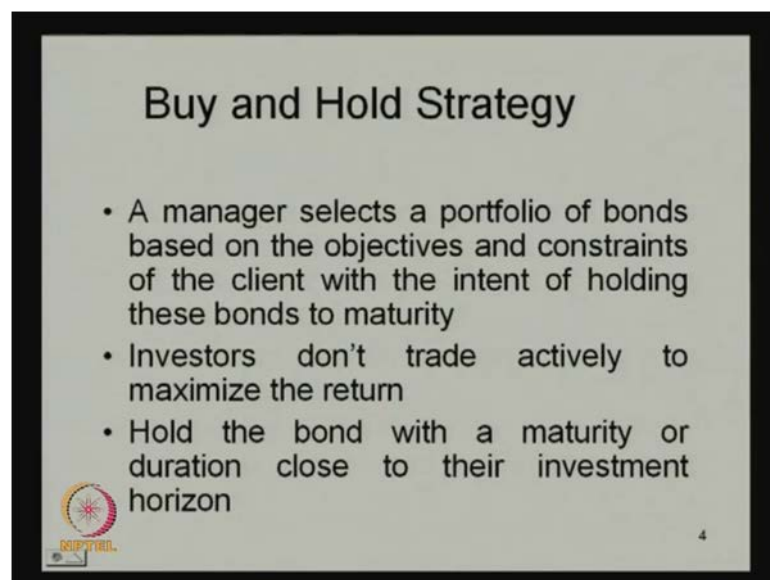 Buy and Hold Strategy
• A manager selects a portfolio of bonds
based on the objectives and constraints
of the client with the intent of holding
these bonds to maturity
• Investors don't trade actively to
maximize the return
• Hold the bond with a maturity or
duration close to their investment
horizon
NPTEL
4